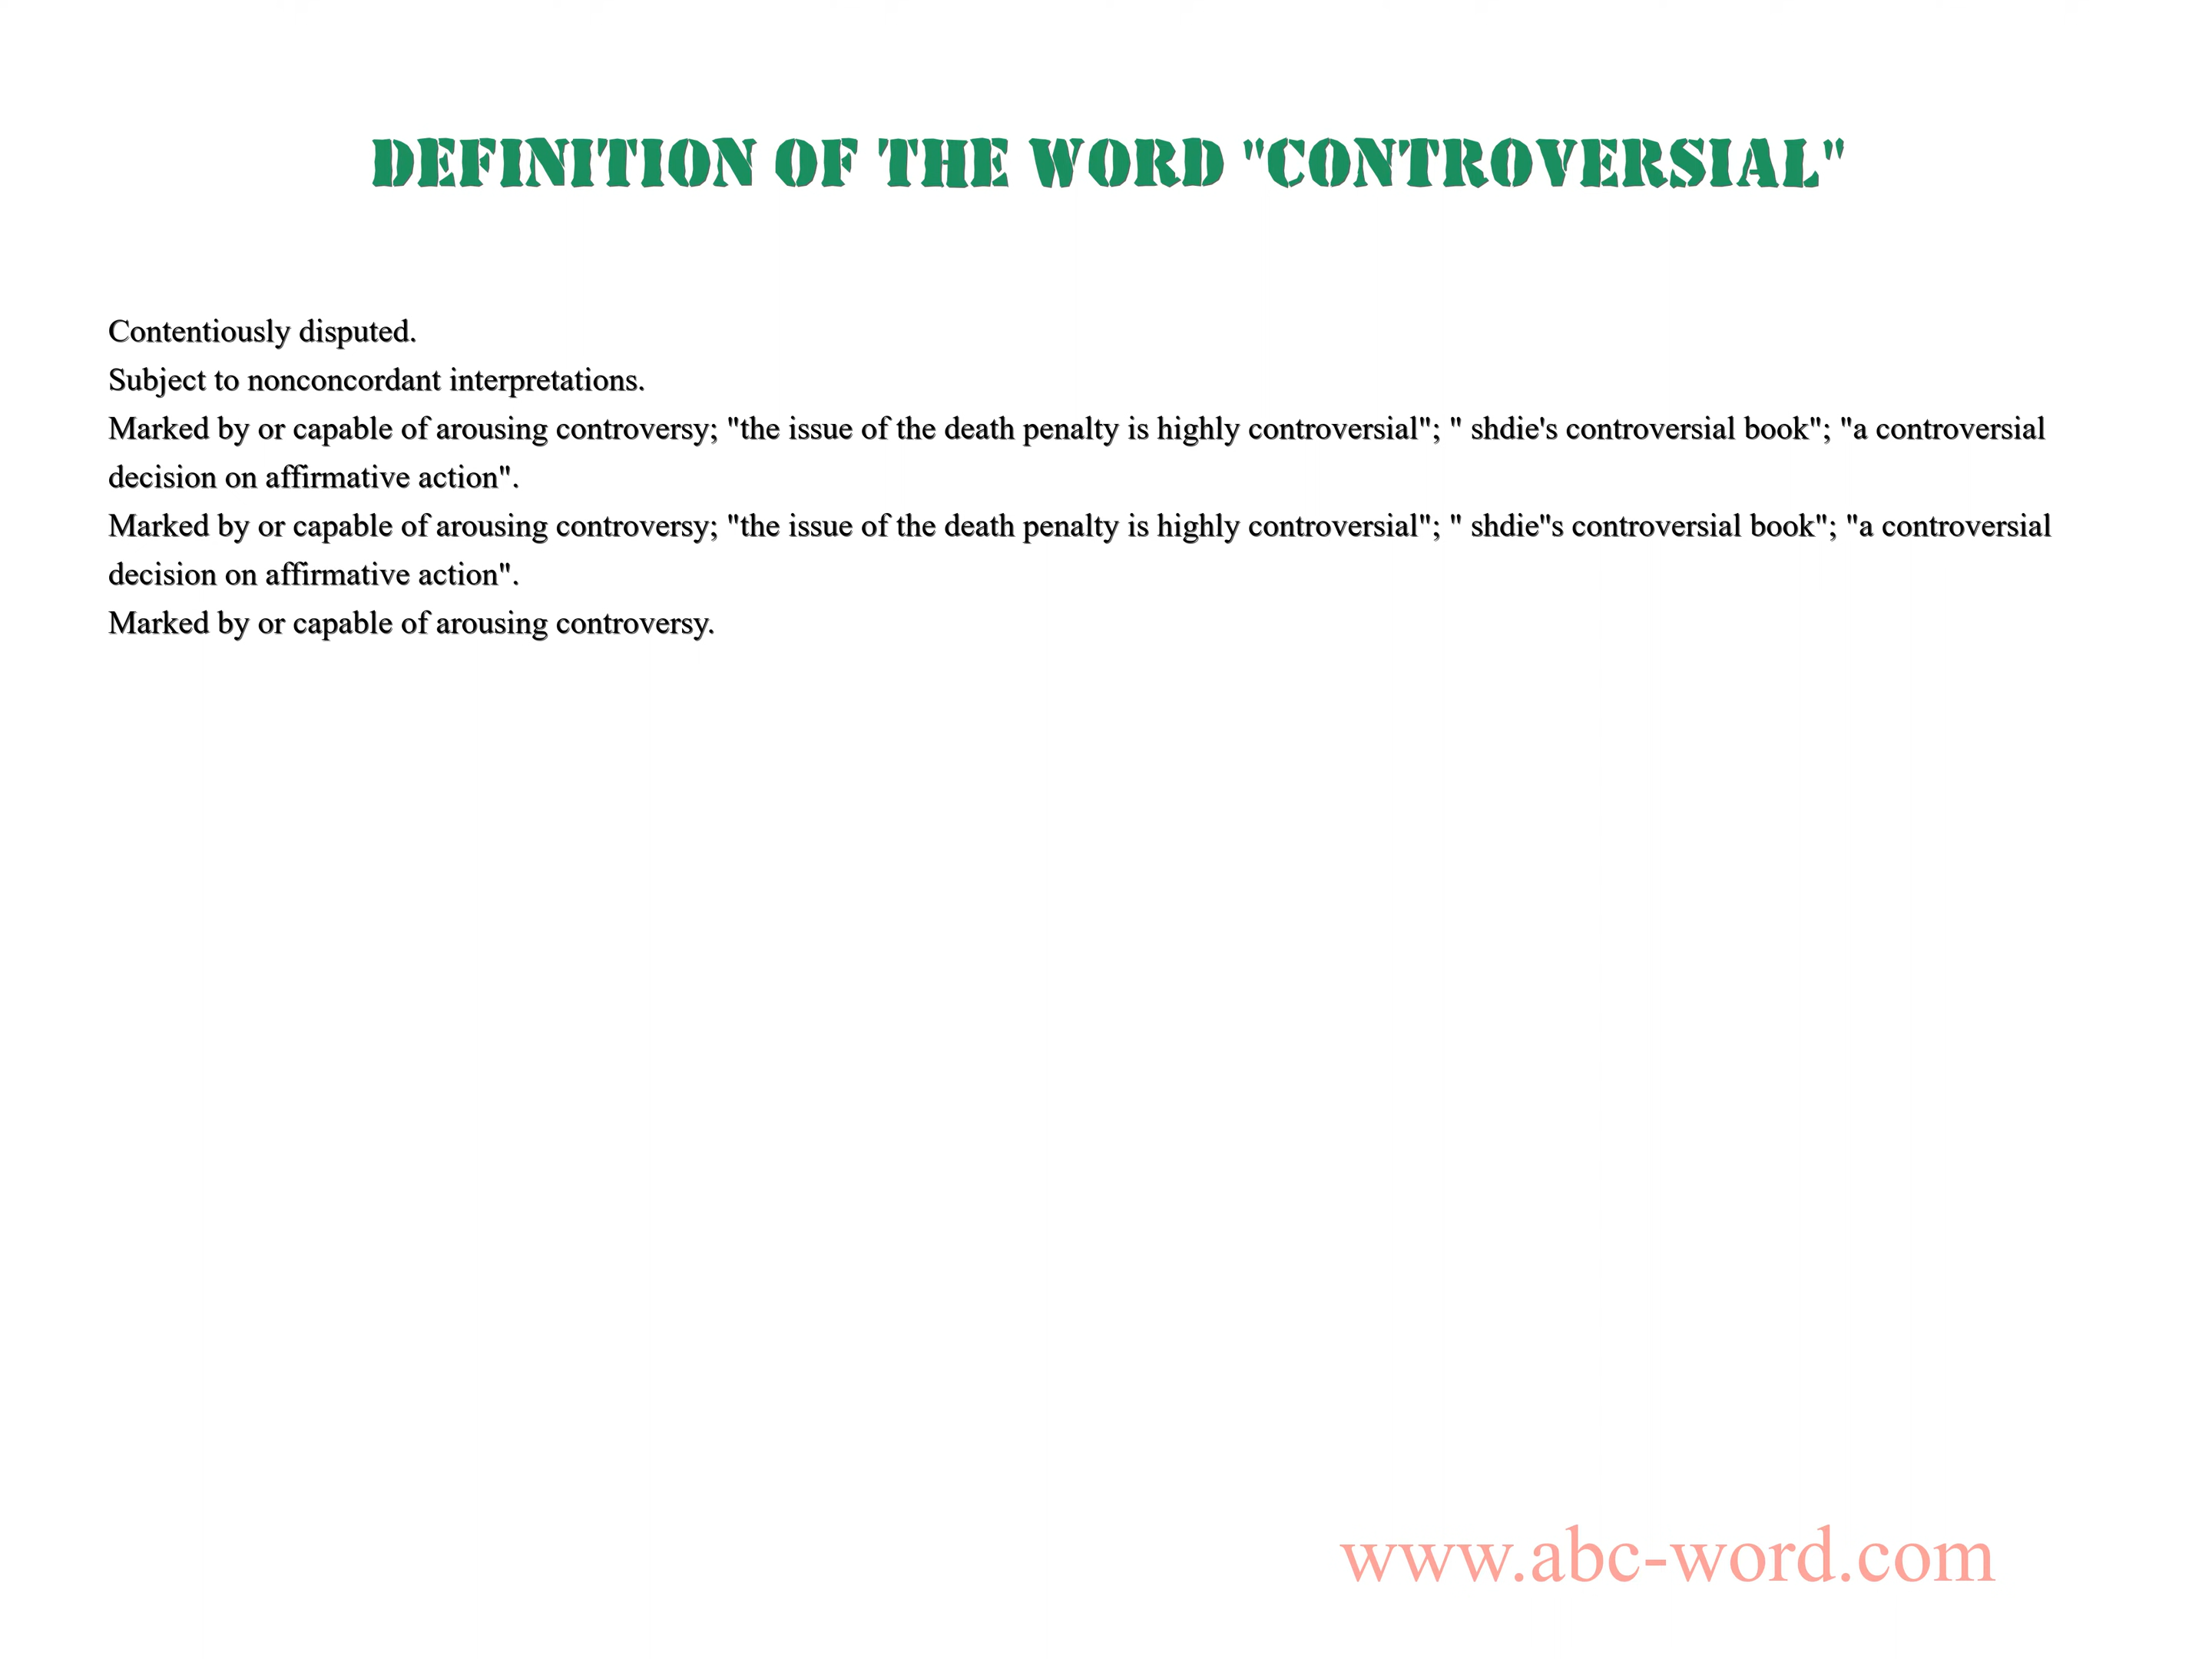 DEFINITION OF THE WORD "CONTROVERSIAL"
Contentiously disputed.
Subject to nonconcordant interpretations.
Marked by or capable of arousing controversy; "the issue of the death penalty is highly controversial"; " shdie's controversial book"; "a controversial
decision on affirmative action".
Marked by or capable of arousing controversy; "the issue of the death penalty is highly controversial"; " shdie''s controversial book"; "a controversial
decision on affirmative action".
Marked by or capable of arousing controversy.
www.abc-word.com